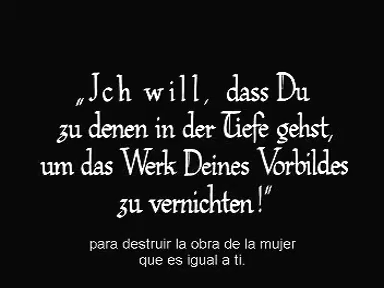 „Ich will, dass Du
zu denen in der Tiefe gehst,
um das Werk Deines Vorbildes
zu vernichten!"
para destruir la obra de la mujer
que es igual a ti.